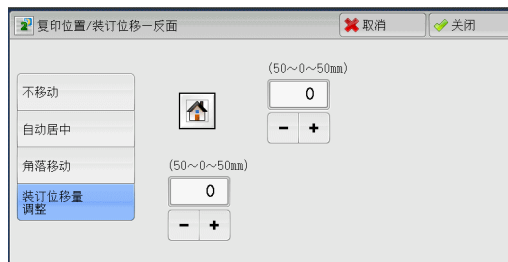 复印位置/装订位移一反面
取消
关闭
(50～0～50mm)
0
- +
不移动
自动居中
角落移动
装订位移量
调整
(50～0～50mm)
0
- +